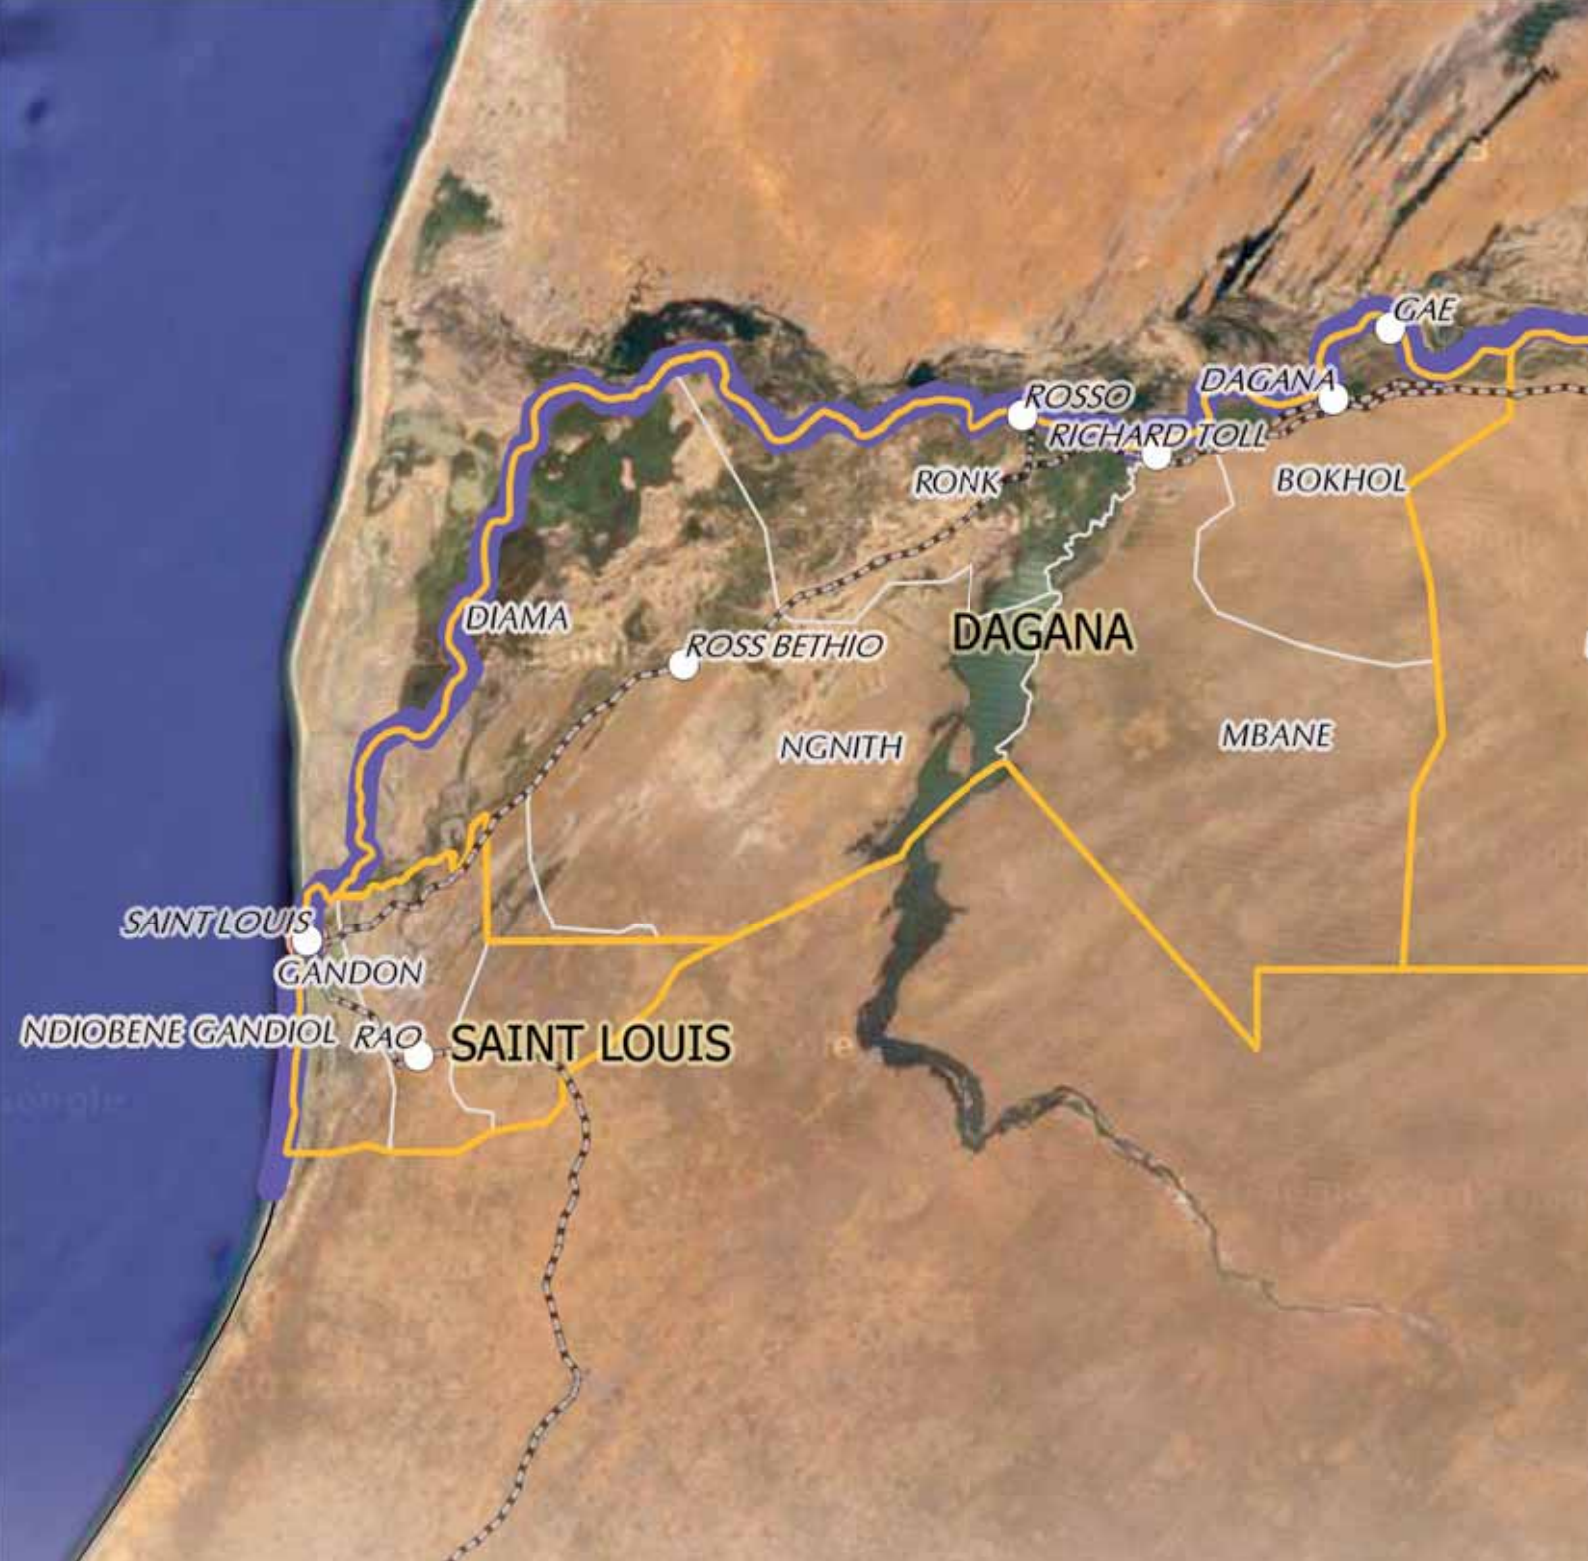 GAE
DAGANA
ROSSO
RICHARD TOLL
RONK
BOKHOL
DIAMA
DAGANA
ROSS BETHIO
NGNITH
MBANE
SAINT LOUIS
GANDON
NDIOBENE GANDIOL
RAO
SAINT LOUIS